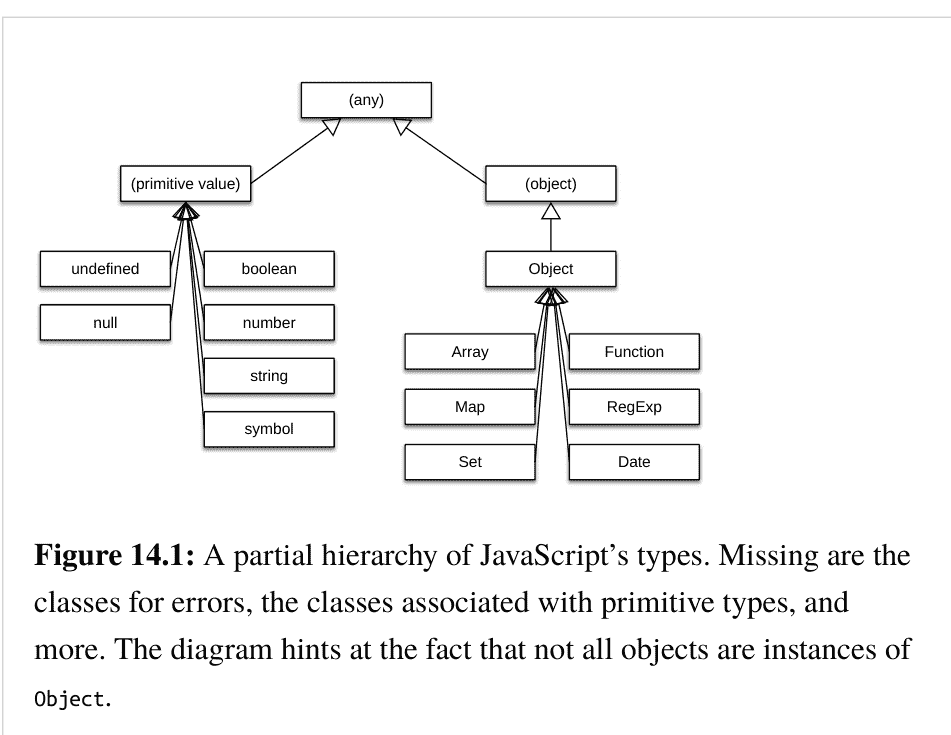 (any)
(primitive value)
(object)
undefined
boolean
Object
null
number
Array
Function
string
Map
RegExp
symbol
Set
Date
Figure 14.1: A partial hierarchy of JavaScript’s types. Missing are the
classes for errors, the classes associated with primitive types, and
more. The diagram hints at the fact that not all objects are instances of
Object.